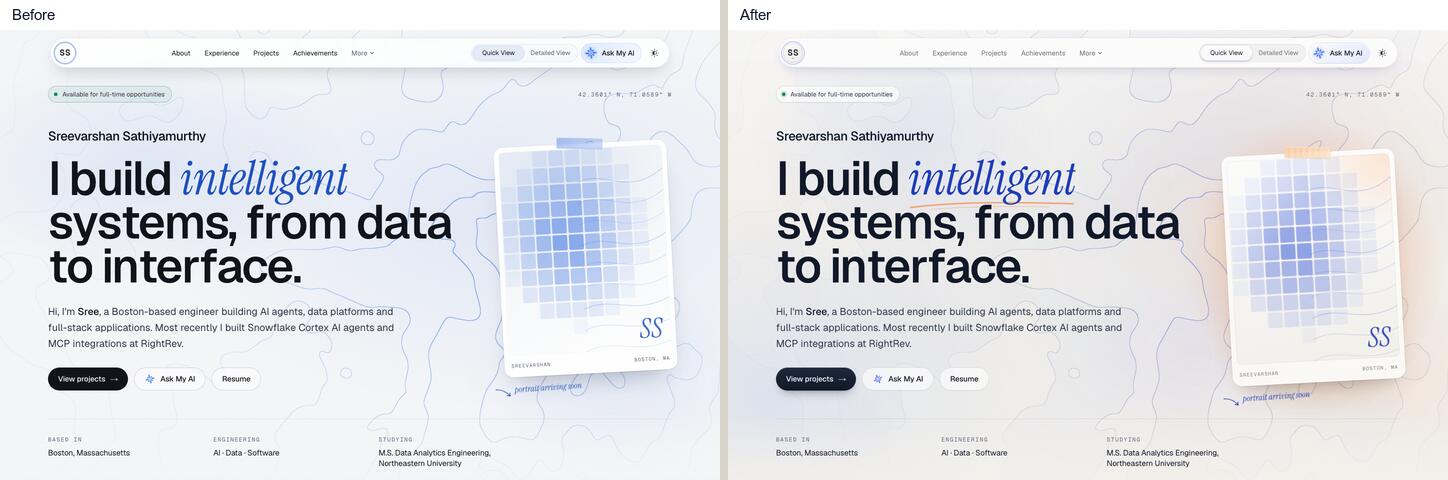 Before
SS
About
Experience
Projects
Achievements
More
Quick View
Detailed View
Ask My AI
Available for full-time opportunities
42.3601° N, 71.0589° W
Sreevarshan Sathiyamurthy
I build intelligent
systems, from data
to interface.
Hi, I'm Sree, a Boston-based engineer building AI agents, data platforms and
full-stack applications. Most recently I built Snowflake Cortex AI agents and
MCP integrations at RightRev.
View projects →
Ask My AI
Resume
SS
SREEVARSHAN
BOSTON, MA
portrait arriving soon
BASED IN
Boston, Massachusetts
ENGINEERING
AI · Data · Software
STUDYING
M.S. Data Analytics Engineering,
Northeastern University
After
SS
About
Experience
Projects
Achievements
More
Quick View
Detailed View
Ask My AI
Available for full-time opportunities
42.3601° N, 71.0589° W
Sreevarshan Sathiyamurthy
I build intelligent
systems, from data
to interface.
Hi, I'm Sree, a Boston-based engineer building AI agents, data platforms and
full-stack applications. Most recently I built Snowflake Cortex AI agents and
MCP integrations at RightRev.
View projects →
Ask My AI
Resume
SS
SREEVARSHAN
BOSTON, MA
portrait arriving soon
BASED IN
Boston, Massachusetts
ENGINEERING
AI · Data · Software
STUDYING
M.S. Data Analytics Engineering,
Northeastern University